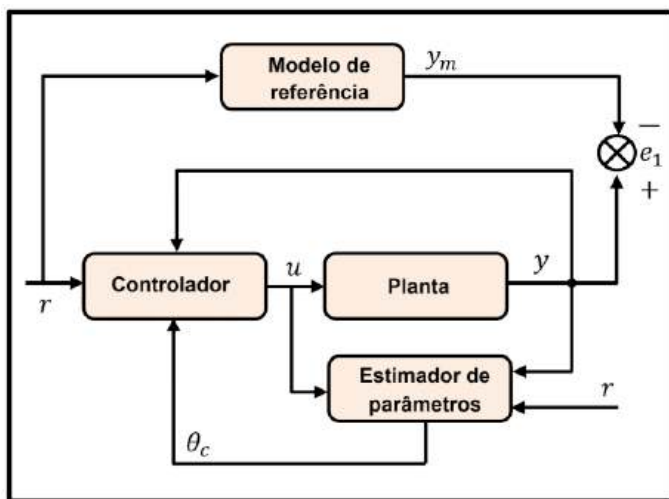 Modelo de
referência
y_m
−
e_1
+
Controlador
u
Planta
y
r
Estimador de
parâmetros
r
θ_c